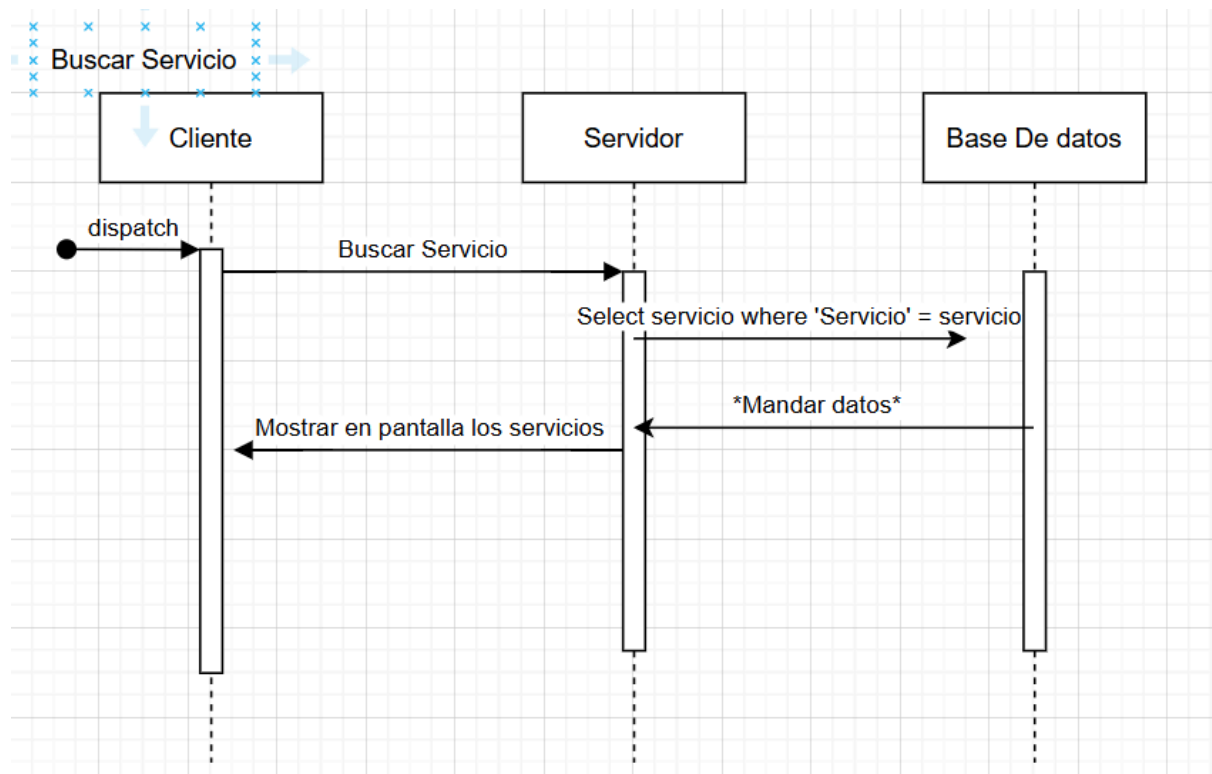 Buscar Servicio
Cliente
Servidor
Base De datos
dispatch
Buscar Servicio
Select servicio where 'Servicio' = servicio
*Mandar datos*
Mostrar en pantalla los servicios